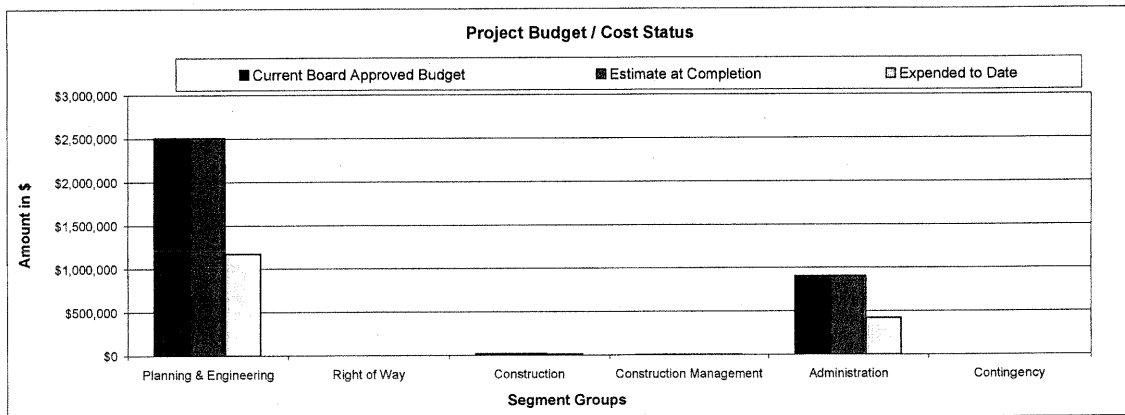 Project Budget / Cost Status
Current Board Approved Budget Estimate at Completion Expended to Date
$3,000,000
$2,500,000
$2,000,000
$1,500,000
$1,000,000
$500,000
$0
Amount in $
Planning & Engineering Right of Way Construction Construction Management Administration Contingency
Segment Groups